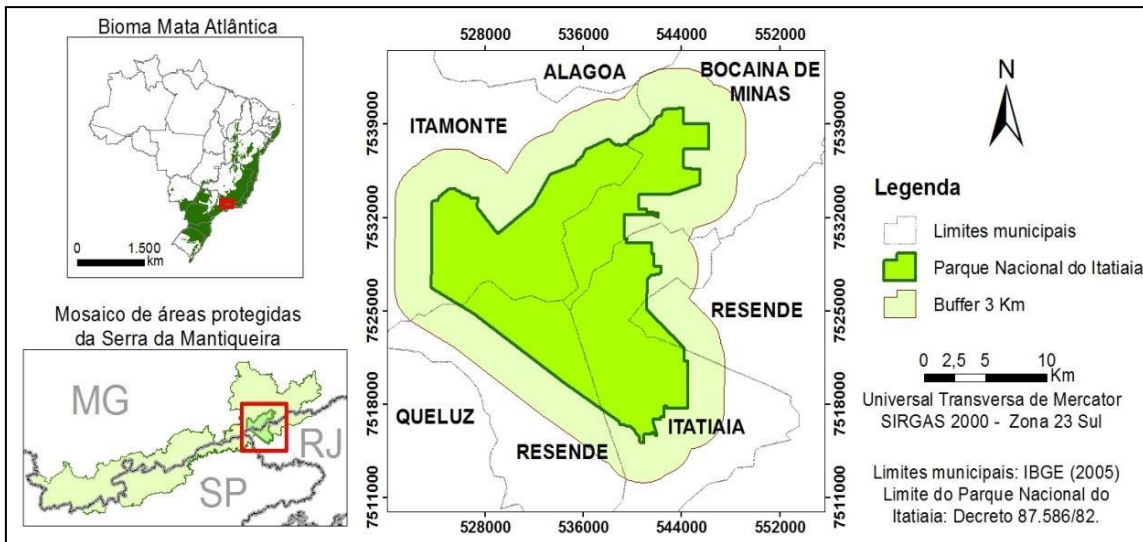 Bioma Mata Atlântica
0 1.500
km
Mosaico de áreas protegidas
da Serra da Mantiqueira
MG
RJ
SP
528000 536000 544000 552000
ALAGOA
BOCAINA DE
MINAS
ITAMONTE
RESENDE
QUELUZ
RESENDE
ITATIAIA
7539000
7532000
7525000
7518000
7511000
7539000
7532000
7525000
7518000
7511000
528000 536000 544000 552000
N
Legenda
Limites municipais
Parque Nacional do Itatiaia
Buffer 3 Km
0 2,5 5 10
Km
Universal Transversa de Mercator
SIRGAS 2000 - Zona 23 Sul
Limites municipais: IBGE (2005)
Limite do Parque Nacional do
Itatiaia: Decreto 87.586/82.